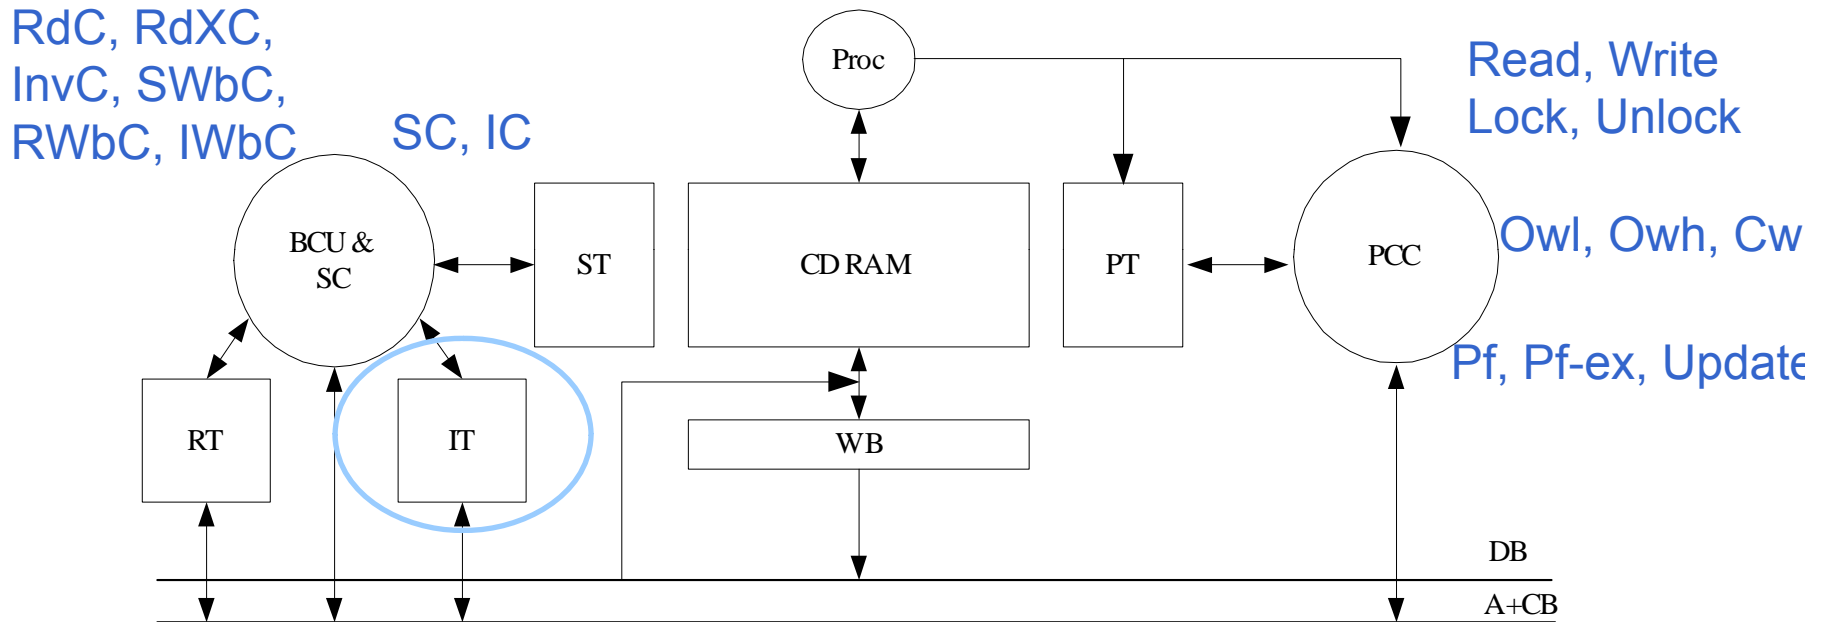 RdC, RdXC,
InvC, SWbC,
RWbC, IWbC
SC, IC
Proc
Read, Write
Lock, Unlock
BCU &
SC
ST
CD RAM
PT
PCC
Owl, Owh, Cw
Pf, Pf-ex, Update
RT
IT
WB
DB
A+CB